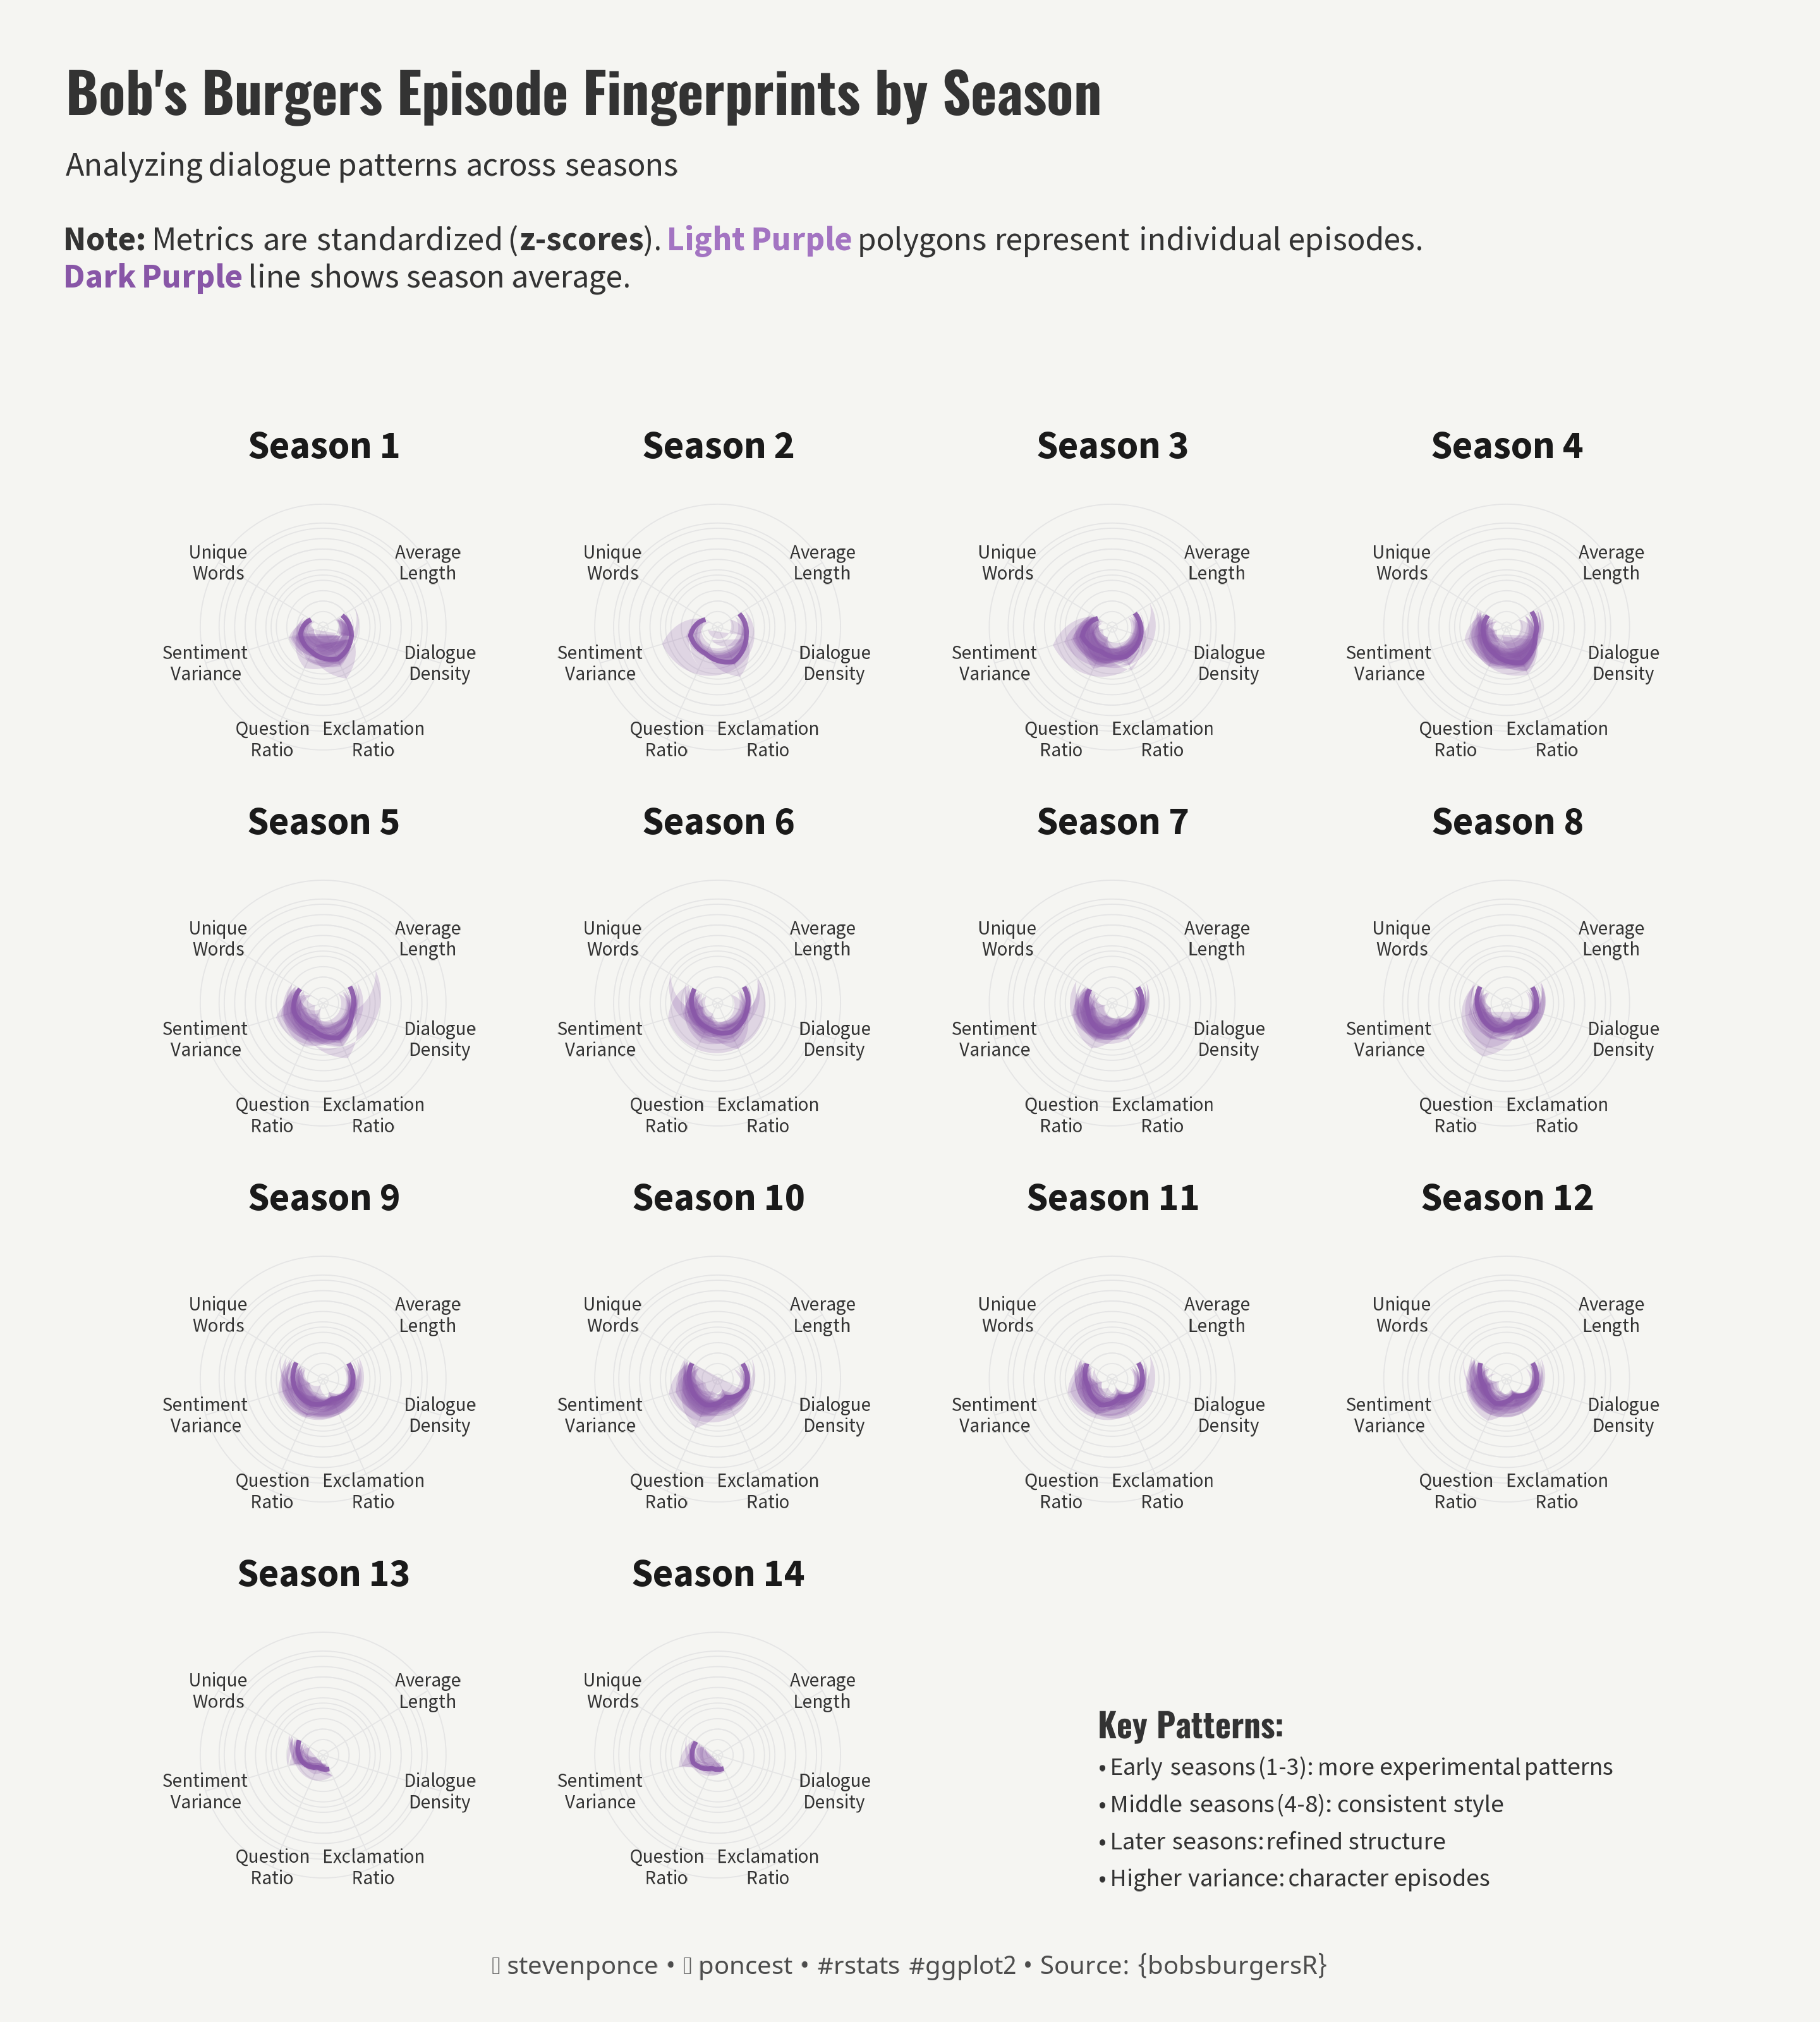 Bob's Burgers Episode Fingerprints by Season
Analyzing dialogue patterns across seasons
Note: Metrics are standardized (z-scores). Light Purple polygons represent individual episodes.
Dark Purple line shows season average.
Season 1
Unique
Words
Average
Length
Sentiment
Variance
Dialogue
Density
Question
Ratio
Exclamation
Ratio
Season 2
Unique
Words
Average
Length
Sentiment
Variance
Dialogue
Density
Question
Ratio
Exclamation
Ratio
Season 3
Unique
Words
Average
Length
Sentiment
Variance
Dialogue
Density
Question
Ratio
Exclamation
Ratio
Season 4
Unique
Words
Average
Length
Sentiment
Variance
Dialogue
Density
Question
Ratio
Exclamation
Ratio
Season 5
Unique
Words
Average
Length
Sentiment
Variance
Dialogue
Density
Question
Ratio
Exclamation
Ratio
Season 6
Unique
Words
Average
Length
Sentiment
Variance
Dialogue
Density
Question
Ratio
Exclamation
Ratio
Season 7
Unique
Words
Average
Length
Sentiment
Variance
Dialogue
Density
Question
Ratio
Exclamation
Ratio
Season 8
Unique
Words
Average
Length
Sentiment
Variance
Dialogue
Density
Question
Ratio
Exclamation
Ratio
Season 9
Unique
Words
Average
Length
Sentiment
Variance
Dialogue
Density
Question
Ratio
Exclamation
Ratio
Season 10
Unique
Words
Average
Length
Sentiment
Variance
Dialogue
Density
Question
Ratio
Exclamation
Ratio
Season 11
Unique
Words
Average
Length
Sentiment
Variance
Dialogue
Density
Question
Ratio
Exclamation
Ratio
Season 12
Unique
Words
Average
Length
Sentiment
Variance
Dialogue
Density
Question
Ratio
Exclamation
Ratio
Season 13
Unique
Words
Average
Length
Sentiment
Variance
Dialogue
Density
Question
Ratio
Exclamation
Ratio
Season 14
Unique
Words
Average
Length
Sentiment
Variance
Dialogue
Density
Question
Ratio
Exclamation
Ratio
Key Patterns:
• Early seasons (1-3): more experimental patterns
• Middle seasons (4-8): consistent style
• Later seasons: refined structure
• Higher variance: character episodes
stevenponce • poncest • #rstats #ggplot2 • Source: {bobsburgersR}